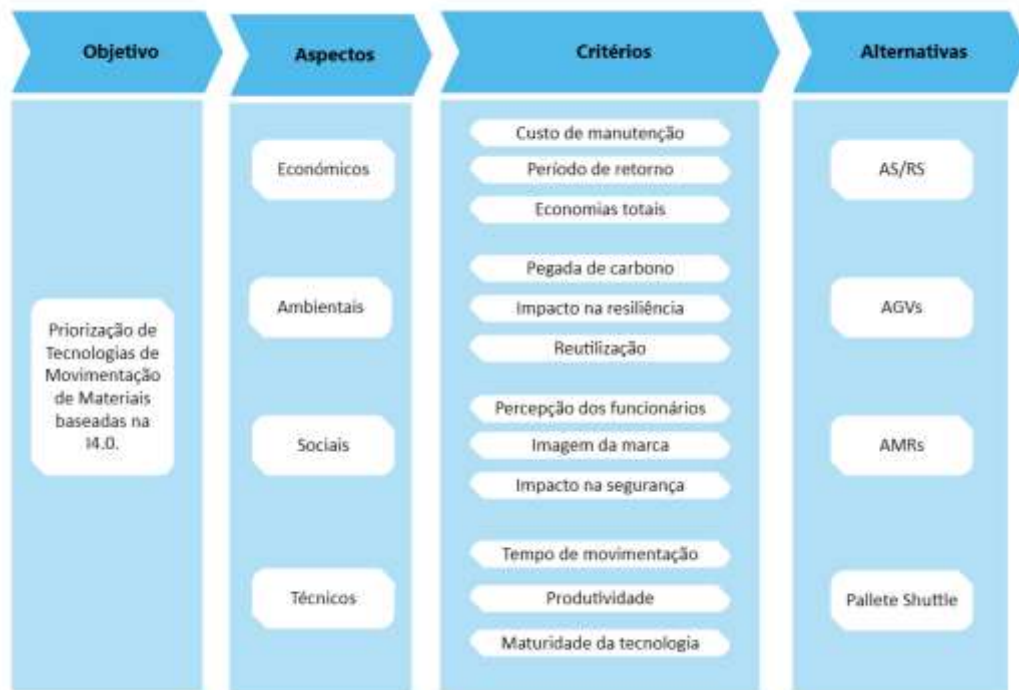 Objetivo
Aspectos
Critérios
Alternativas
Priorização de
Tecnologias de
Movimentação
de Materiais
baseadas na
I4.0.
Económicos
Ambientais
Sociais
Técnicos
Custo de manutenção
Período de retorno
Economias totais
Pegada de carbono
Impacto na resiliência
Reutilização
Percepção dos funcionários
Imagem da marca
Impacto na segurança
Tempo de movimentação
Produtividade
Maturidade da tecnologia
AS/RS
AGVs
AMRs
Pallete Shuttle